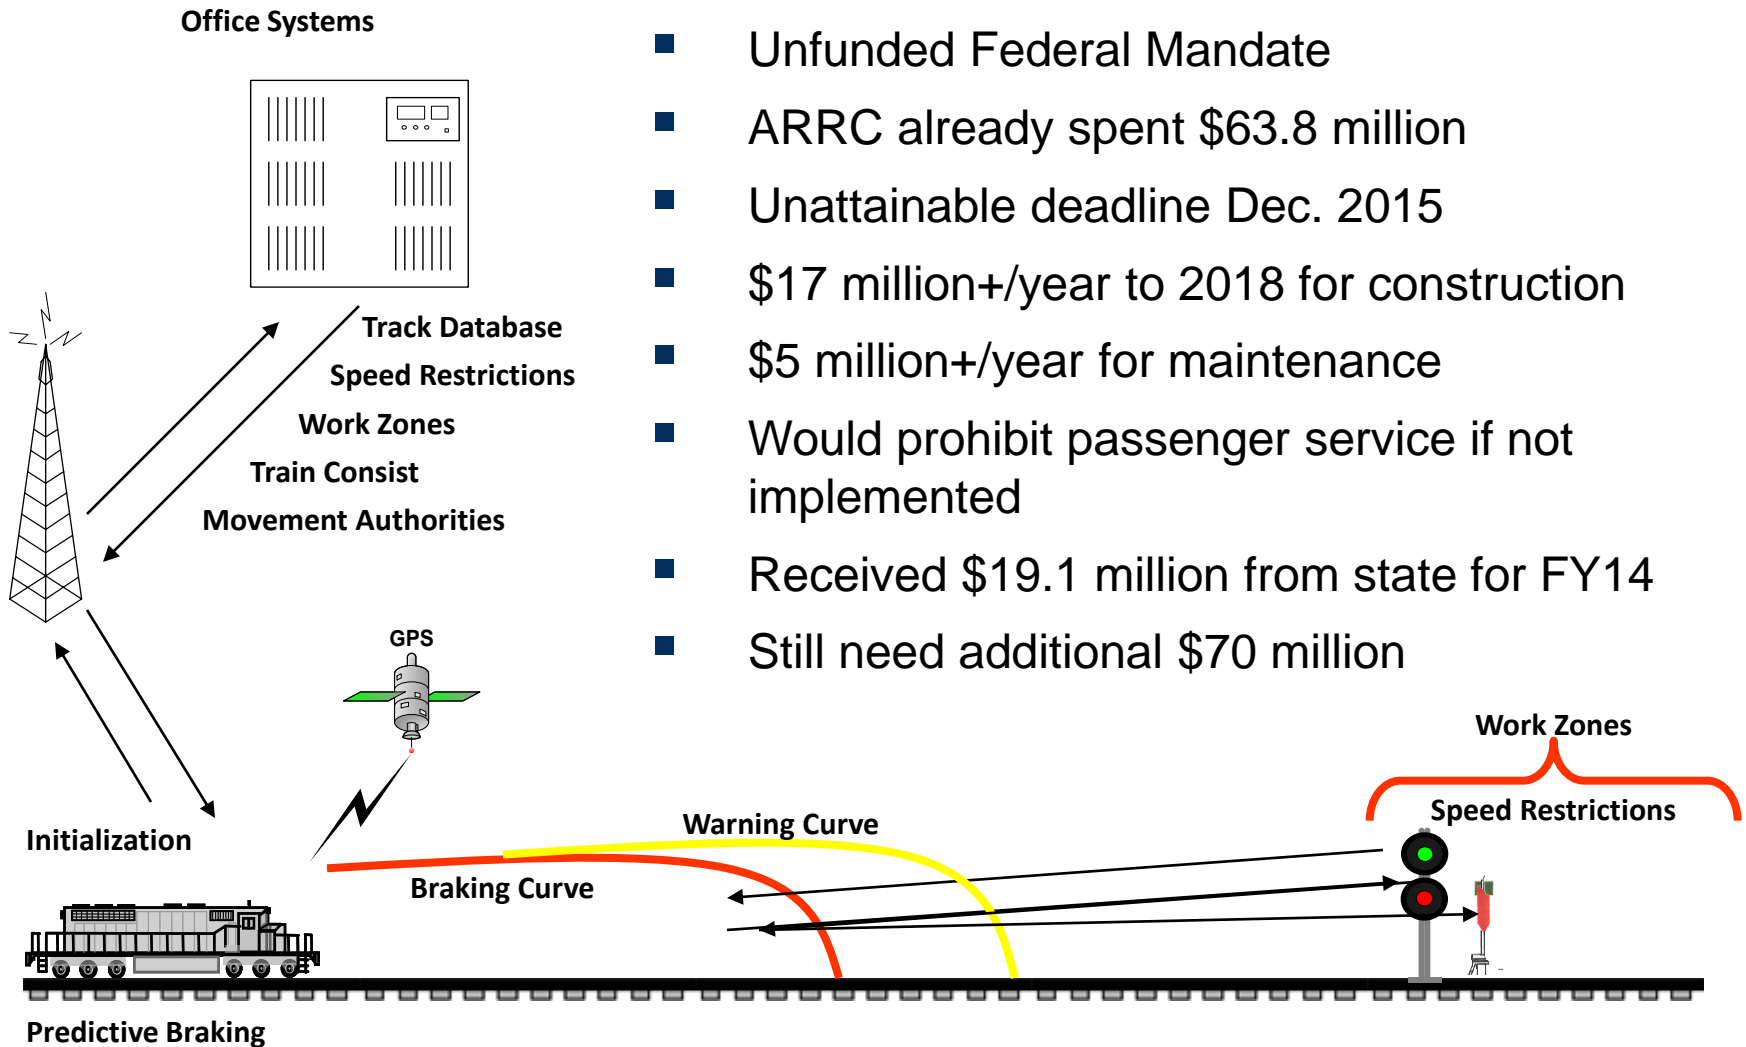 Office Systems
Unfunded Federal Mandate
ARRC already spent $63.8 million
Unattainable deadline Dec. 2015
$17 million+/year to 2018 for construction
$5 million+/year for maintenance
Would prohibit passenger service if not
implemented
Received $19.1 million from state for FY14
Still need additional $70 million
Track Database
Speed Restrictions
Work Zones
Train Consist
Movement Authorities
GPS
Work Zones
Speed Restrictions
Warning Curve
Initialization
Braking Curve
Predictive Braking